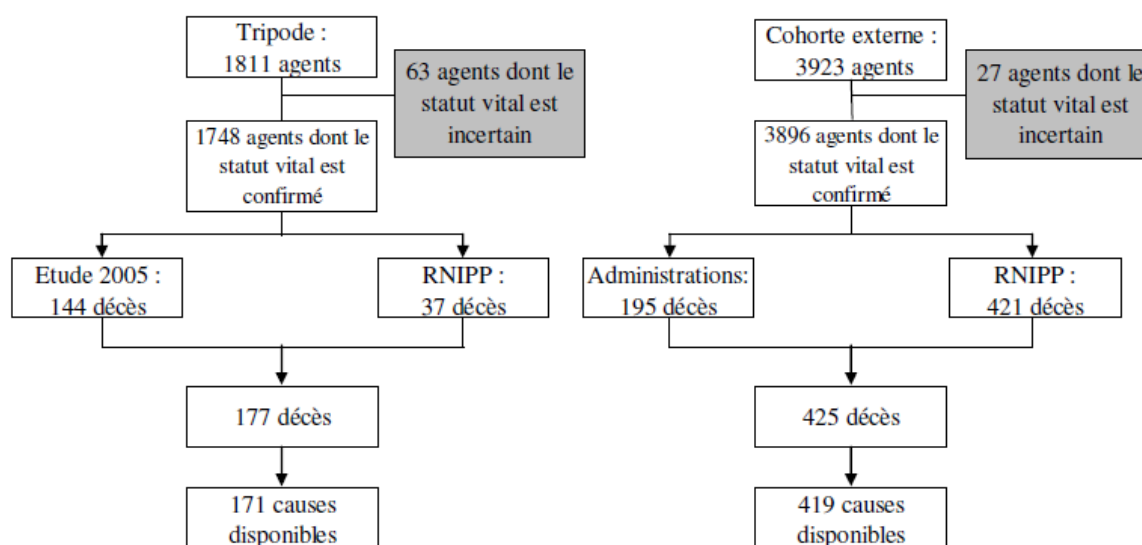 Tripode :
1811 agents
63 agents dont le
statut vital est
incertain
1748 agents dont le
statut vital est
confirmé
Etude 2005 :
144 décès
RNIPP :
37 décès
177 décès
171 causes
disponibles
Cohorte externe :
3923 agents
27 agents dont le
statut vital est
incertain
3896 agents dont le
statut vital est
confirmé
Administrations:
195 décès
RNIPP :
421 décès
425 décès
419 causes
disponibles